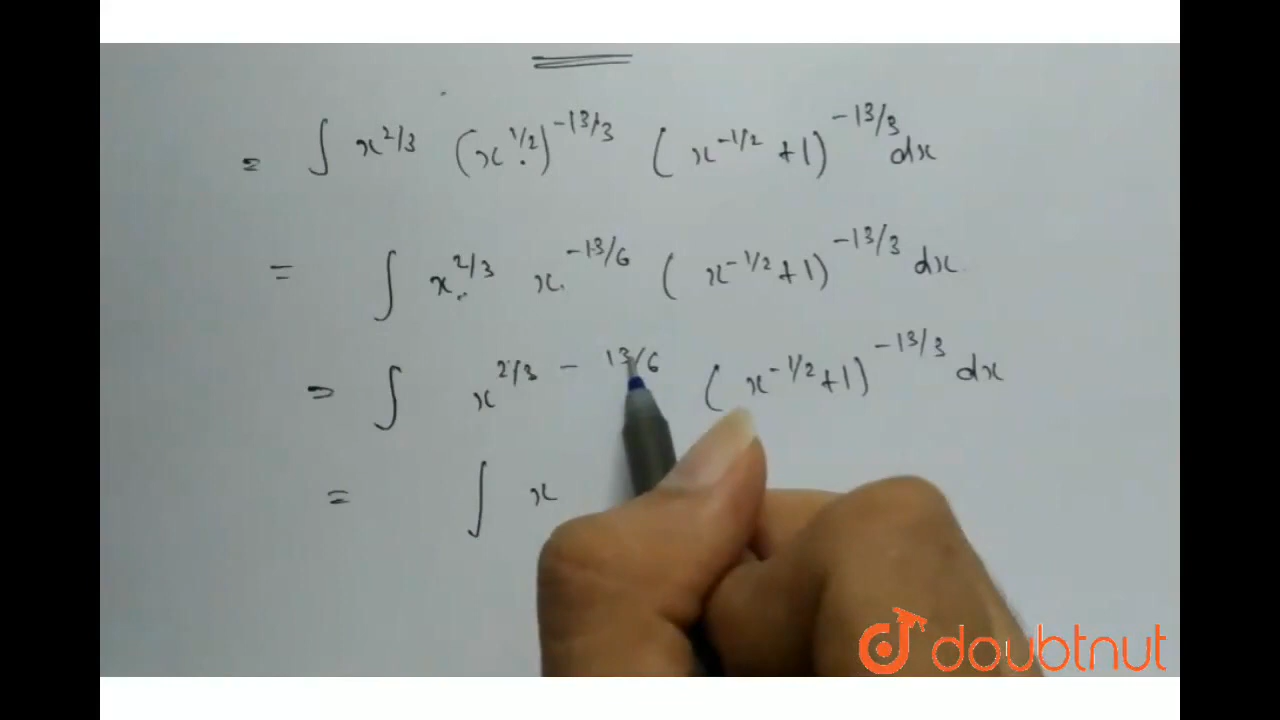 = ∫ x^{2/3} (x^{1/2})^{-13/3} (x^{-1/2} + 1)^{-13/3} dx
= ∫ x^{2/3} x^{-13/6} (x^{-1/2} + 1)^{-13/3} dx
= ∫ x^{2/3 - 13/6} (x^{-1/2} + 1)^{-13/3} dx
= ∫ x
doubtnut